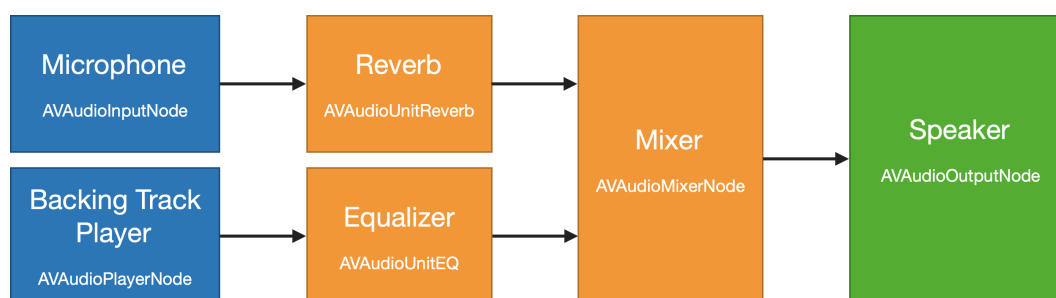 Microphone
AVAudioInputNode
Reverb
AVAudioUnitReverb
Backing Track
Player
AVAudioPlayerNode
Equalizer
AVAudioUnitEQ
Mixer
AVAudioMixerNode
Speaker
AVAudioOutputNode